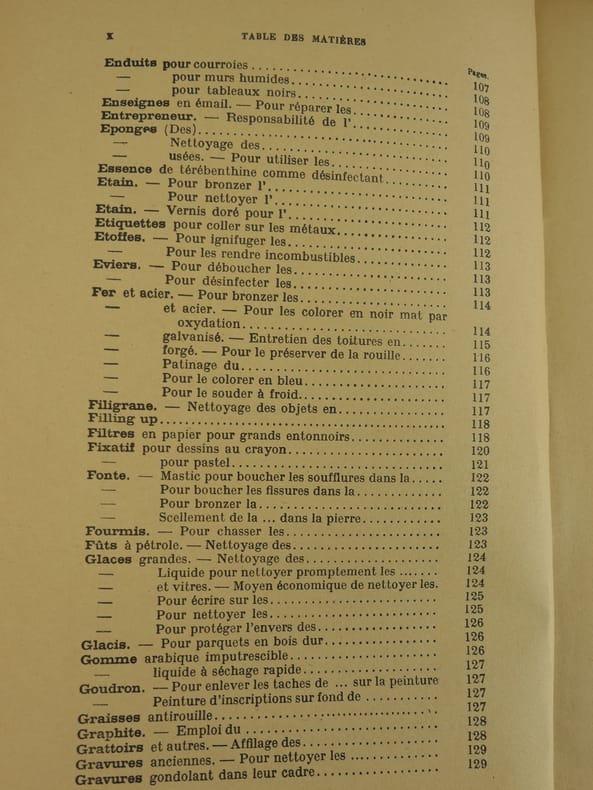 X TABLE DES MATIÈRES
Pages.
Enduits pour courroies 107
— pour murs humides 108
— pour tableaux noirs 108
Enseignes en émail. — Pour réparer les 109
Entrepreneur. — Responsabilité de l' 109
Eponges (Des) 110
— Nettoyage des 110
— usées. — Pour utiliser les 110
Essence de térébenthine comme désinfectant 111
Etain. — Pour bronzer l' 111
— Pour nettoyer l' 111
Etain. — Vernis doré pour l' 112
Etiquettes pour coller sur les métaux 112
Etoffes. — Pour ignifuger les 112
— Pour les rendre incombustibles 113
Eviers. — Pour déboucher les 113
— Pour désinfecter les 113
Fer et acier. — Pour bronzer les 114
— et acier. — Pour les colorer en noir mat par
oxydation 114
— galvanisé. — Entretien des toitures en 115
— forgé. — Pour le préserver de la rouille 116
— Patinage du 116
— Pour le colorer en bleu 117
— Pour le souder à froid 117
Filigrane. — Nettoyage des objets en 117
Filling up 118
Filtres en papier pour grands entonnoirs 118
Fixatif pour dessins au crayon 120
— pour pastel 121
Fonte. — Mastic pour boucher les soufflures dans la 122
— Pour boucher les fissures dans la 122
— Pour bronzer la 122
— Scellement de la ... dans la pierre 123
Fourmis. — Pour chasser les 123
Fûts à pétrole. — Nettoyage des 123
Glaces grandes. — Nettoyage des 124
— Liquide pour nettoyer promptement les 124
— et vitres. — Moyen économique de nettoyer les. 124
— Pour écrire sur les 125
— Pour nettoyer les 125
— Pour protéger l'envers des 126
Glacis. — Pour parquets en bois dur 126
Gomme arabique imputrescible 126
— liquide à séchage rapide 127
Goudron. — Pour enlever les taches de ... sur la peinture 127
— Peinture d'inscriptions sur fond de 127
Graisses antirouille 127
Graphite. — Emploi du 128
Grattoirs et autres. — Affilage des 128
Gravures anciennes. — Pour nettoyer les 129
Gravures gondolant dans leur cadre 129